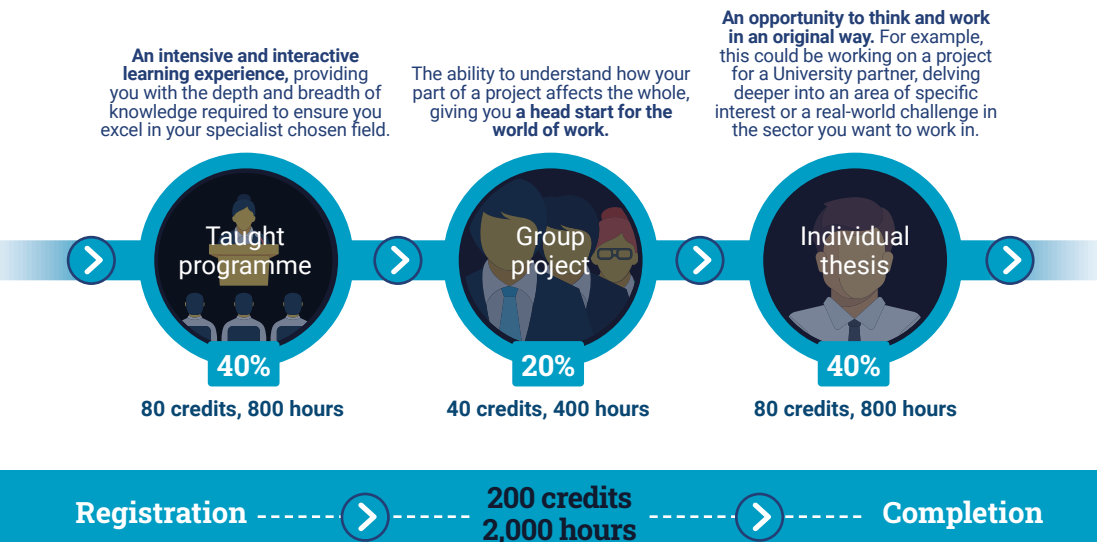 An intensive and interactive
learning experience, providing
you with the depth and breadth of
knowledge required to ensure you
excel in your specialist chosen field.
The ability to understand how your
part of a project affects the whole,
giving you a head start for the
world of work.
An opportunity to think and work
in an original way. For example,
this could be working on a project
for a University partner, delving
deeper into an area of specific
interest or a real-world challenge in
the sector you want to work in.
Taught
programme
Group
project
Individual
thesis
40%
20%
40%
80 credits, 800 hours
40 credits, 400 hours
80 credits, 800 hours
Registration
200 credits
2,000 hours
Completion